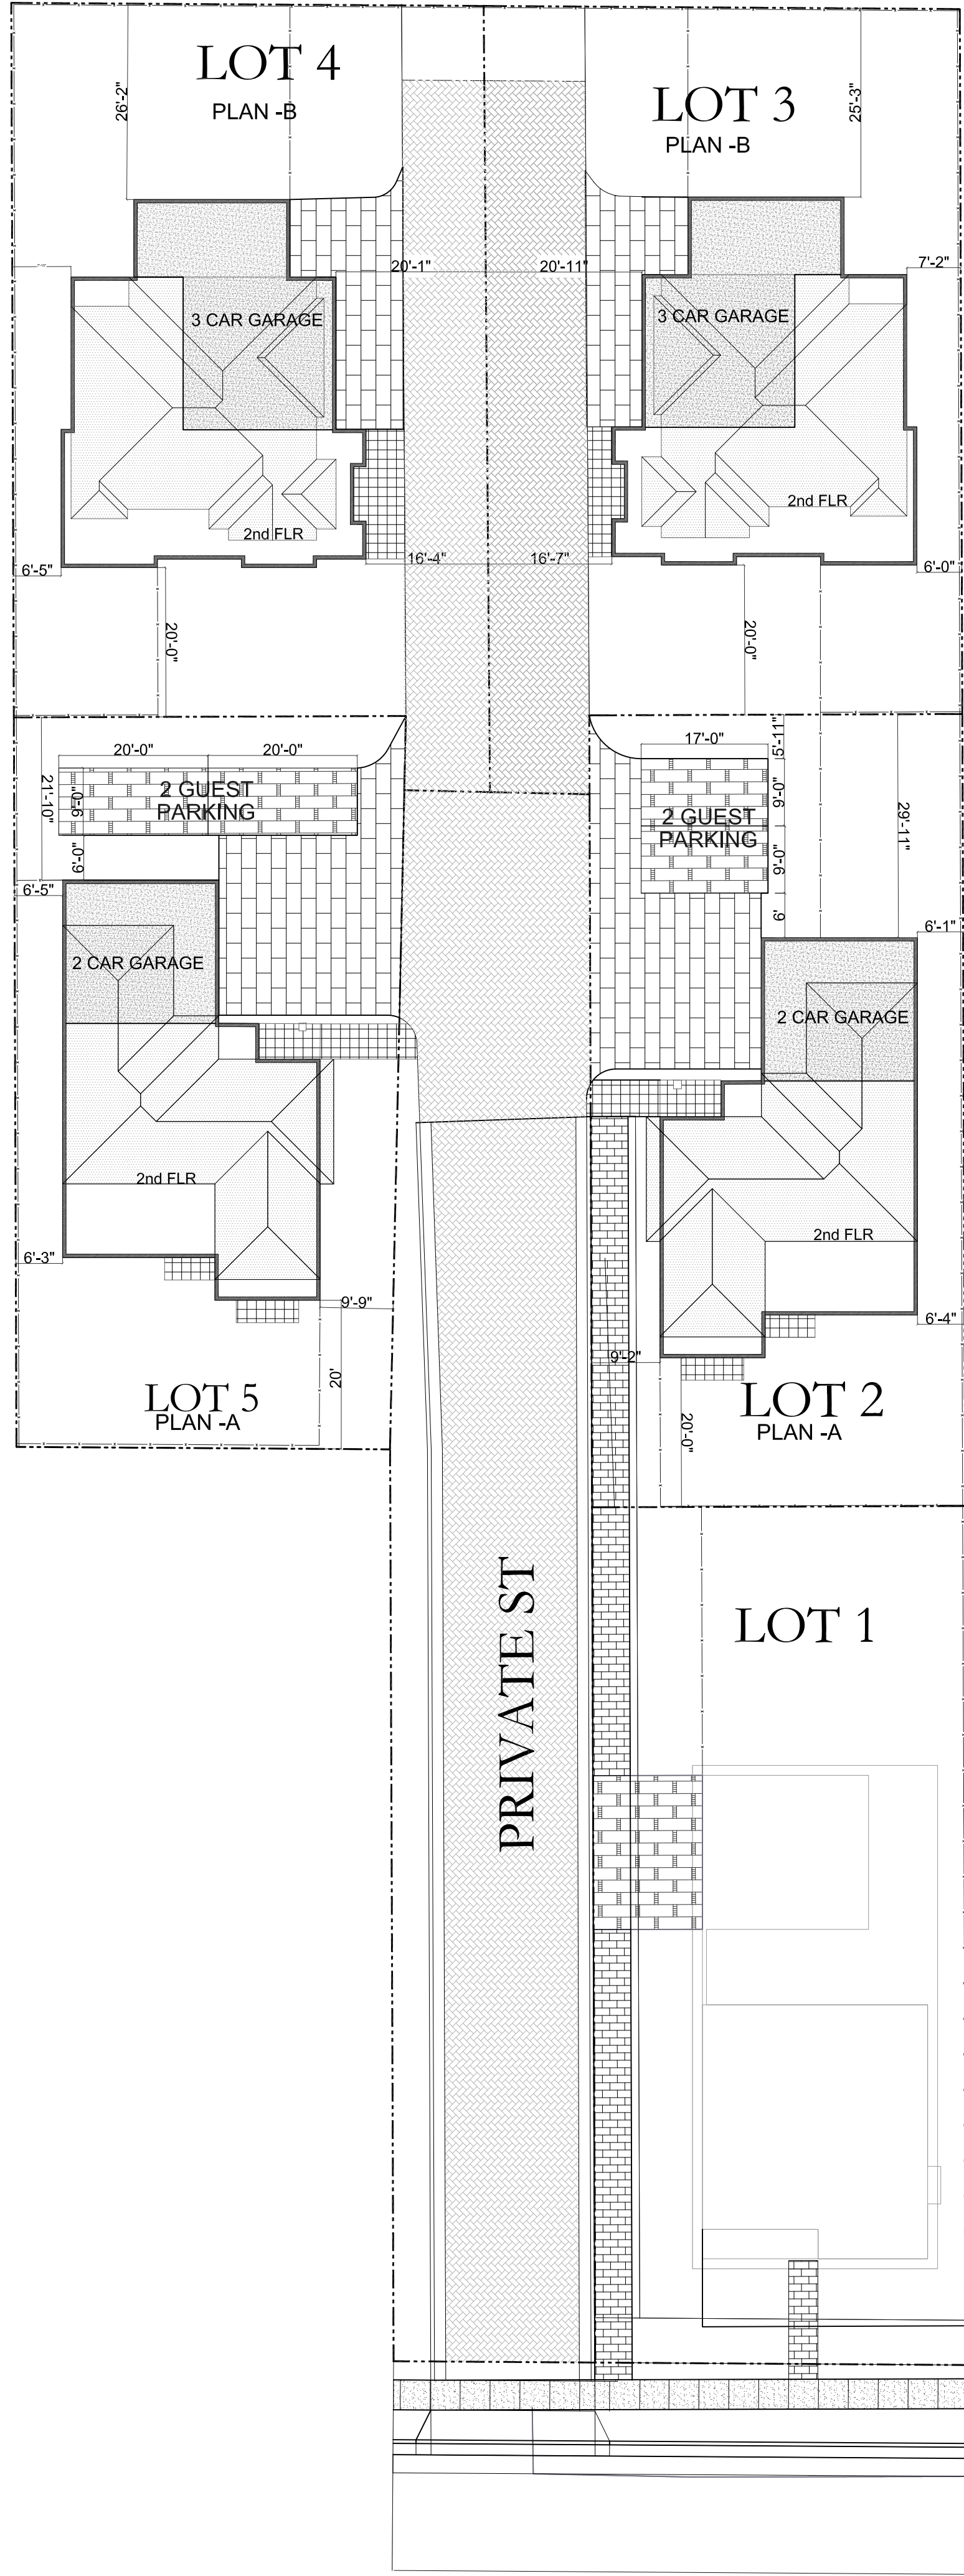 LOT 4
PLAN -B
26'-2"
LOT 3
PLAN -B
25'-3"
20'-1"
20'-11"
7'-2"
3 CAR GARAGE
3 CAR GARAGE
2nd FLR
2nd FLR
6'-5"
16'-4"
16'-7"
6'-0"
20'-0"
20'-0"
20'-0"
20'-0"
17'-0"
5'-11"
21'-10"
9'-0"
2 GUEST
PARKING
6'-0"
2 GUEST
PARKING
9'-0"
9'-0"
6'
29'-11"
6'-5"
6'-1"
2 CAR GARAGE
2 CAR GARAGE
2nd FLR
2nd FLR
6'-3"
9'-9"
20'
6'-4"
9'-2"
20'-0"
LOT 5
PLAN -A
LOT 2
PLAN -A
PRIVATE ST
LOT 1